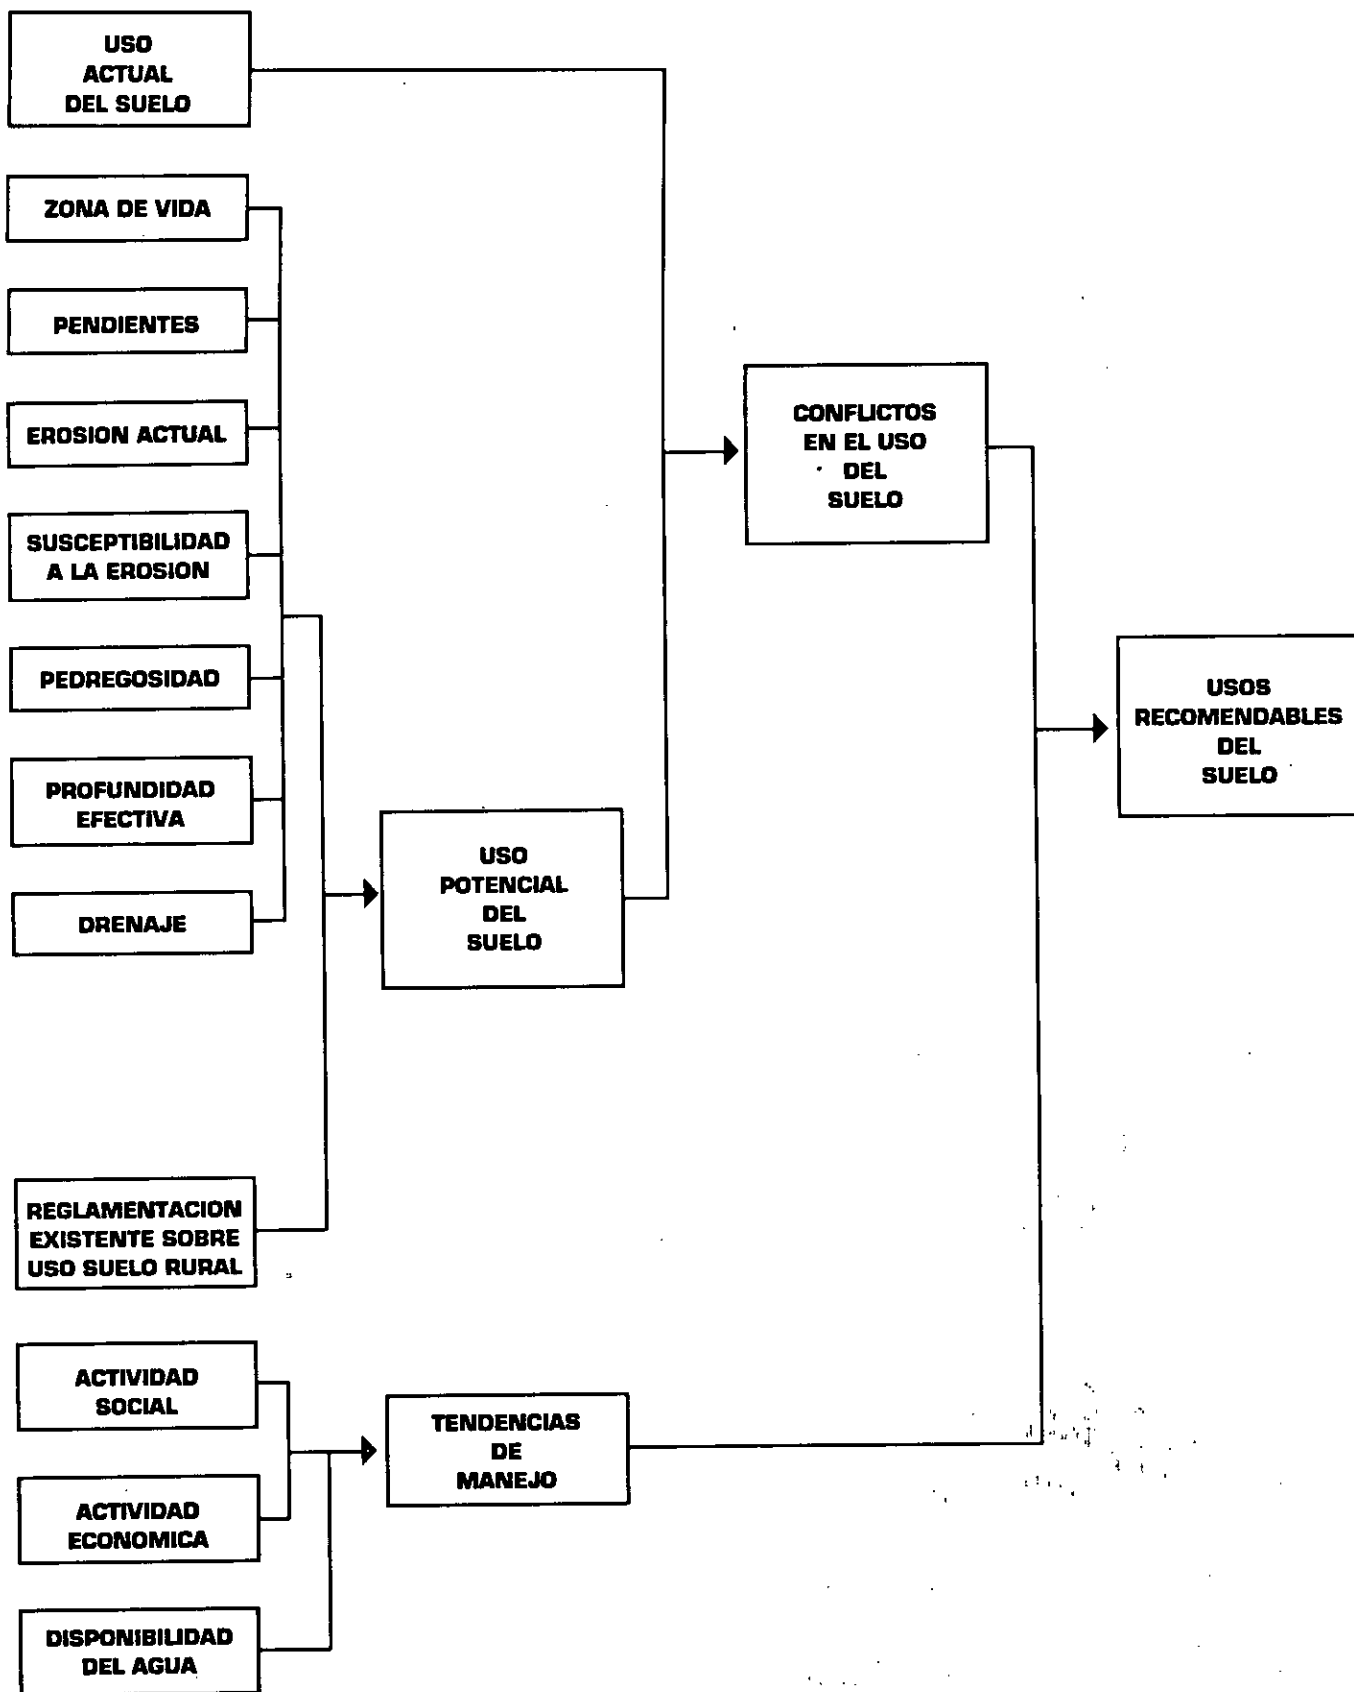 USO
ACTUAL
DEL SUELO
ZONA DE VIDA
PENDIENTES
EROSION ACTUAL
SUSCEPTIBILIDAD
A LA EROSION
PEDREGOSIDAD
PROFUNDIDAD
EFECTIVA
DRENAJE
REGLAMENTACION
EXISTENTE SOBRE
USO SUELO RURAL
ACTIVIDAD
SOCIAL
ACTIVIDAD
ECONOMICA
DISPONIBILIDAD
DEL AGUA
USO
POTENCIAL
DEL
SUELO
TENDENCIAS
DE
MANEJO
CONFLICTOS
EN EL USO
DEL
SUELO
USOS
RECOMENDABLES
DEL
SUELO